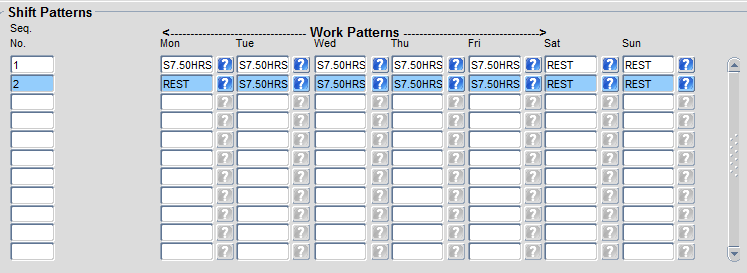 Shift Patterns
Seq.
No.
<------------------------------ Work Patterns ------------------------------>
Mon Tue Wed Thu Fri Sat Sun
1 S7.50HRS ? S7.50HRS ? S7.50HRS ? S7.50HRS ? S7.50HRS ? REST ? REST ?
2 REST ? S7.50HRS ? S7.50HRS ? S7.50HRS ? S7.50HRS ? REST ? REST ?
? ? ? ? ? ? ?
? ? ? ? ? ? ?
? ? ? ? ? ? ?
? ? ? ? ? ? ?
? ? ? ? ? ? ?
? ? ? ? ? ? ?
? ? ? ? ? ? ?
? ? ? ? ? ? ?
? ? ? ? ? ? ?